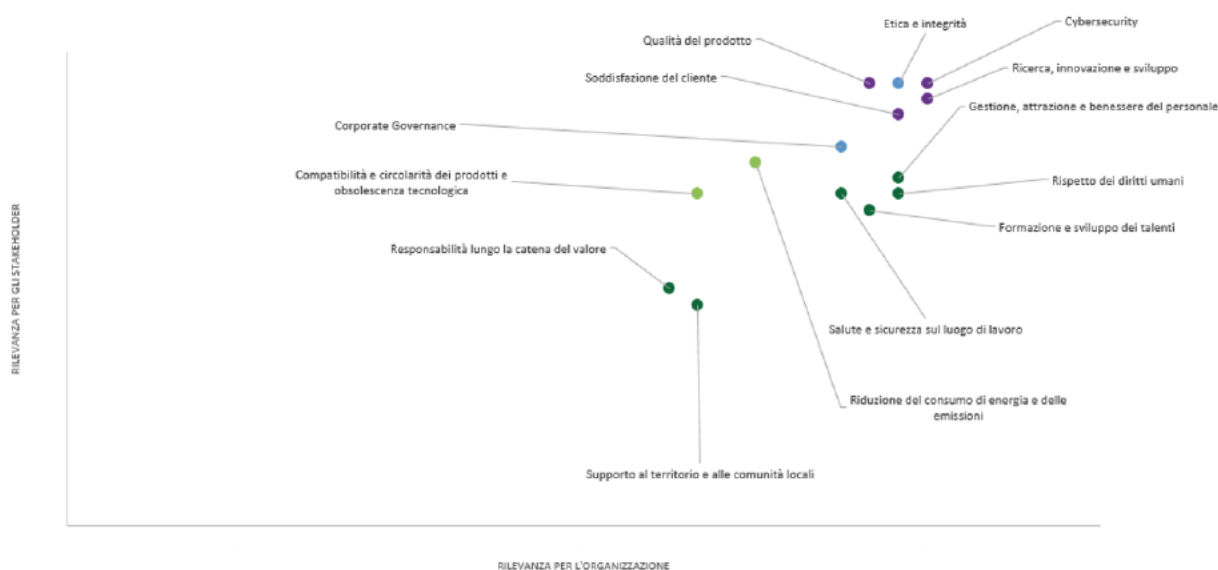 Etica e integrità
Cybersecurity
Qualità del prodotto
Ricerca, innovazione e sviluppo
Soddisfazione del cliente
Gestione, attrazione e benessere del personale
Corporate Governance
Compatibilità e circolarità dei prodotti e
obsolescenza tecnologica
Rispetto dei diritti umani
Formazione e sviluppo dei talenti
Responsabilità lungo la catena del valore
RILEVANZA PER GLI STAKEHOLDER
Salute e sicurezza sul luogo di lavoro
Riduzione del consumo di energia e delle
emissioni
Supporto al territorio e alle comunità locali
RILEVANZA PER L'ORGANIZZAZIONE